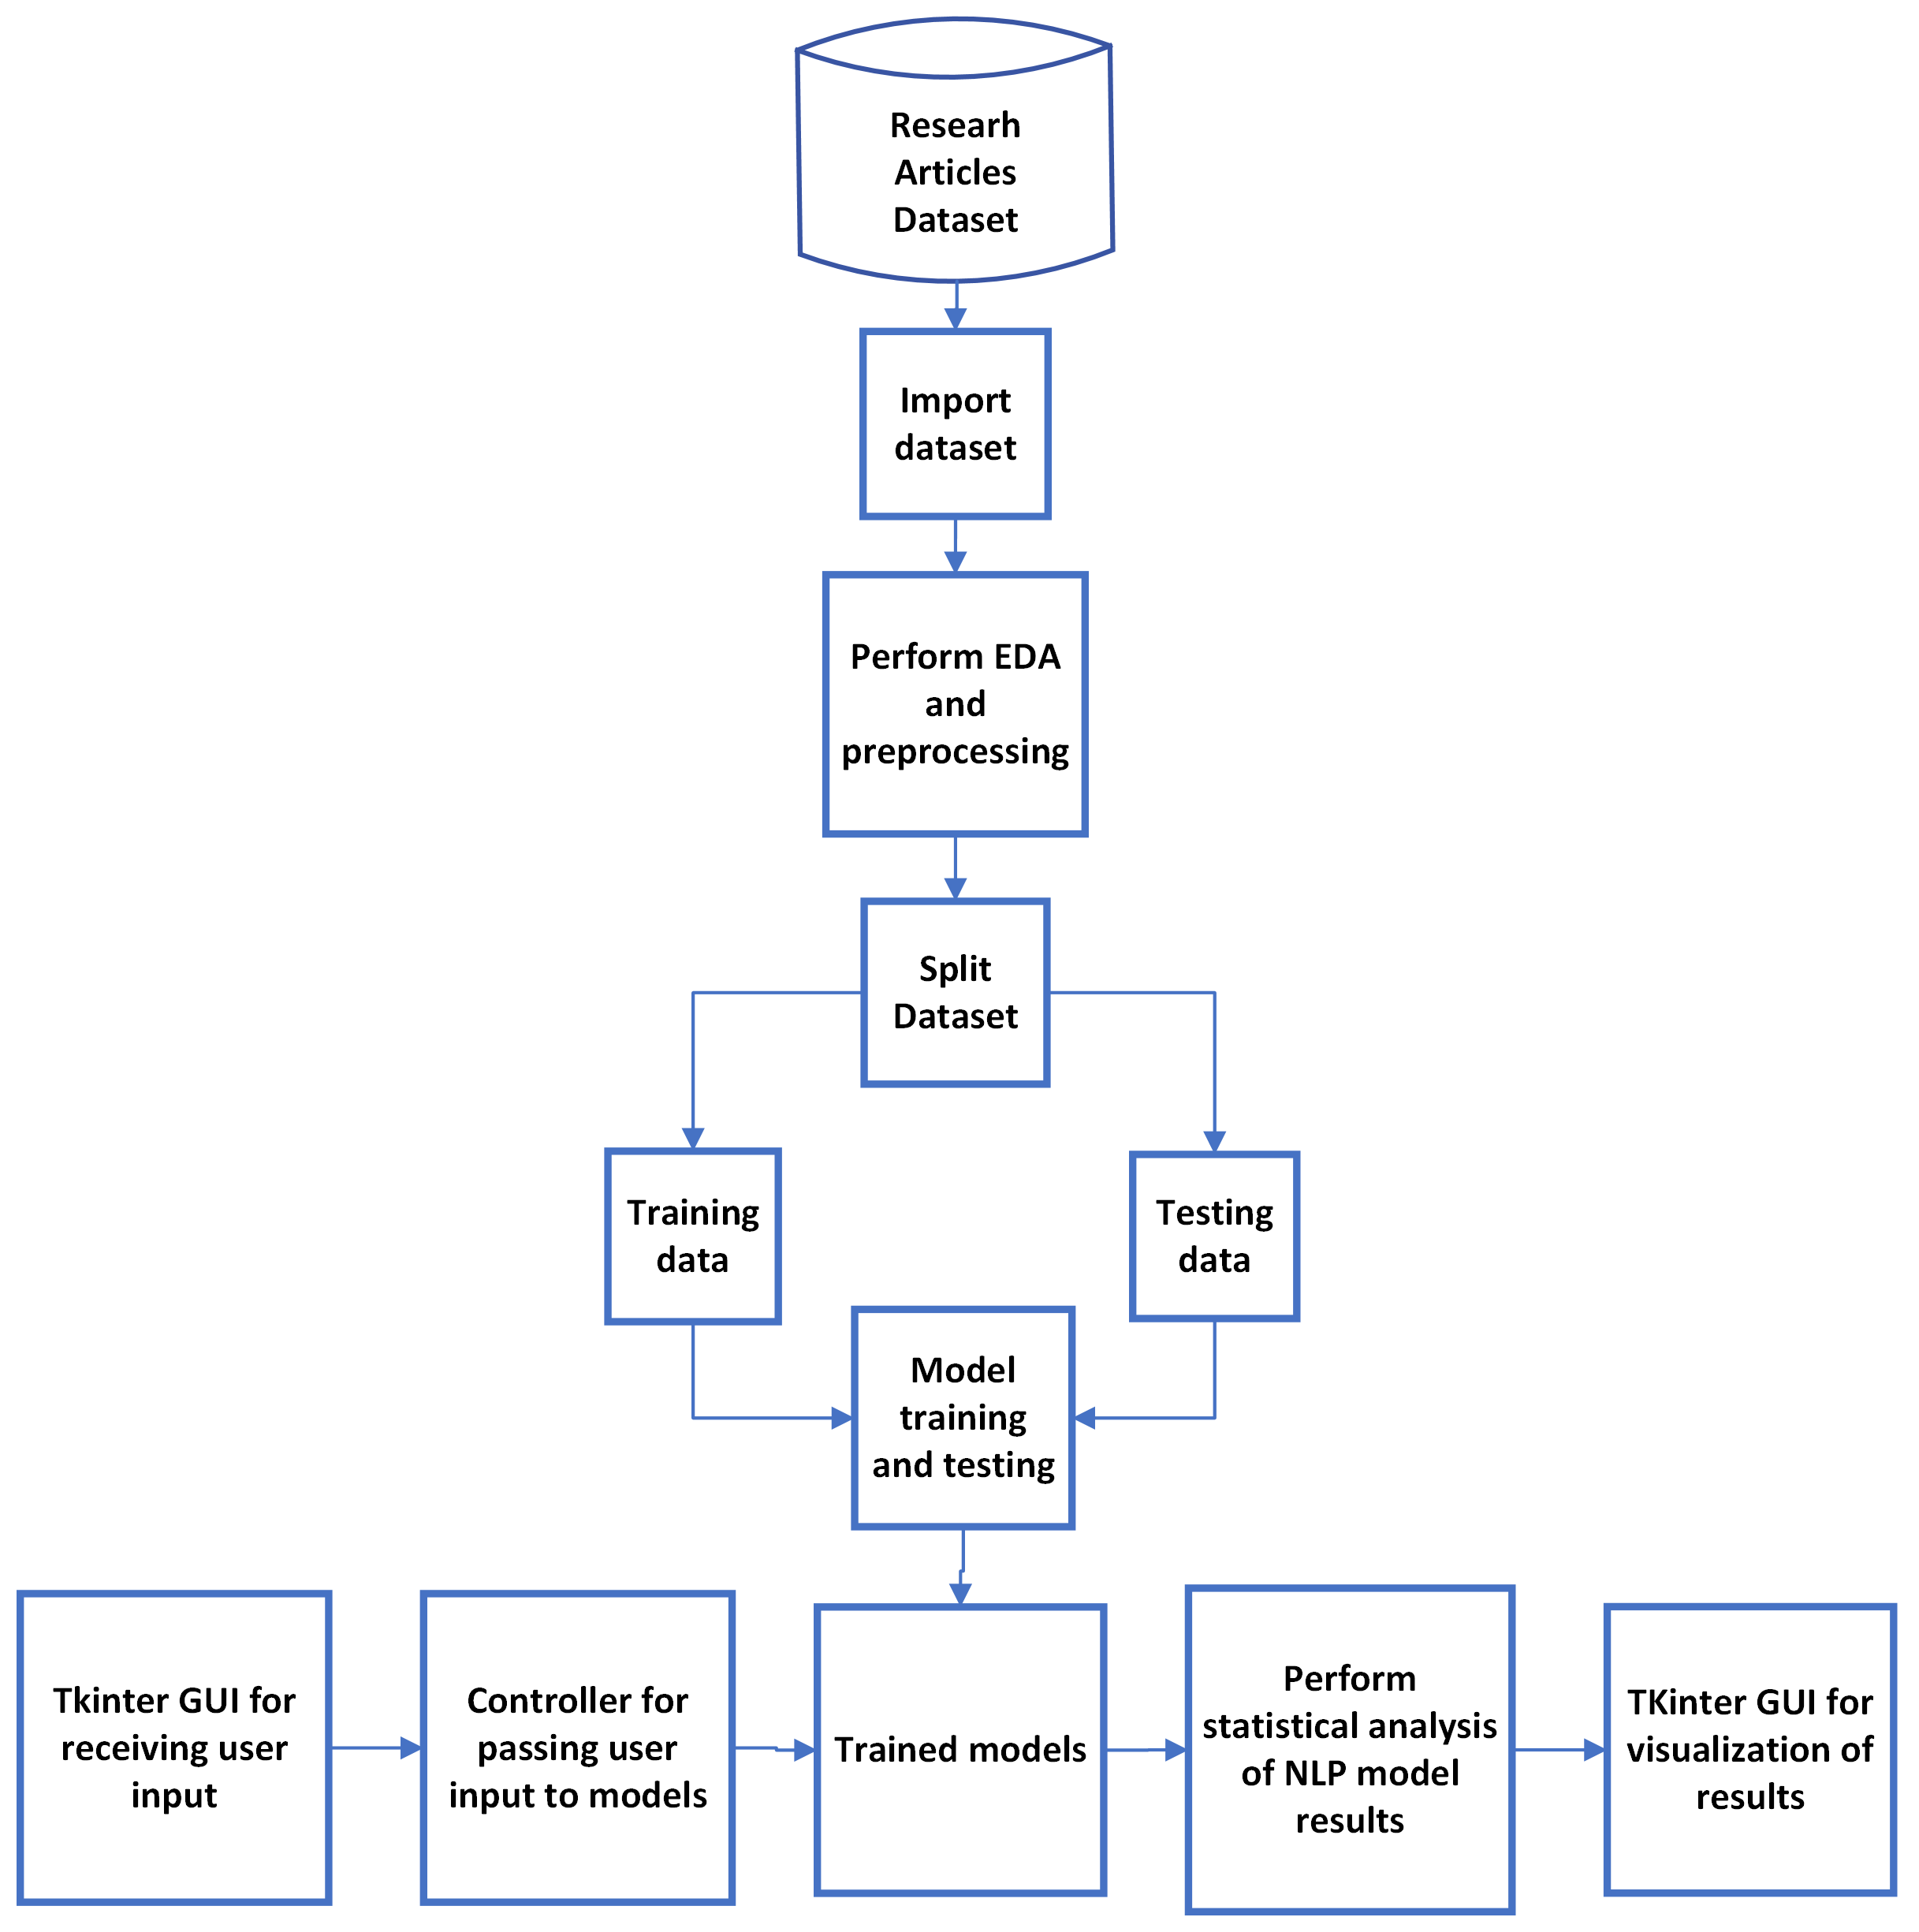 Researh
Articles
Dataset
Import
dataset
Perform EDA
and
preprocessing
Split
Dataset
Training
data
Testing
data
Model
training
and testing
Tkinter GUI for
receiving user
input
Controller for
passing user
input to models
Trained models
Perform
statistical analysis
of NLP model
results
TKinter GUI for
visualization of
results